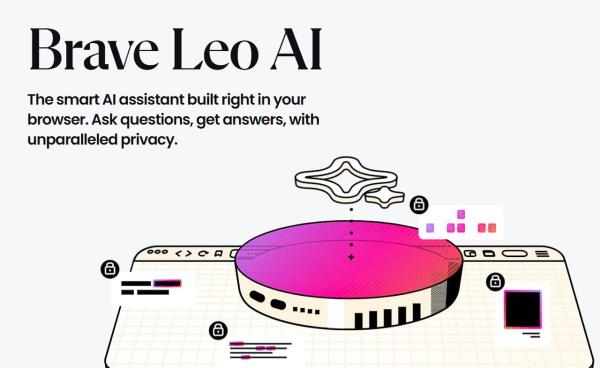 Brave Leo AI
The smart AI assistant built right in your
browser. Ask questions, get answers, with
unparalleled privacy.